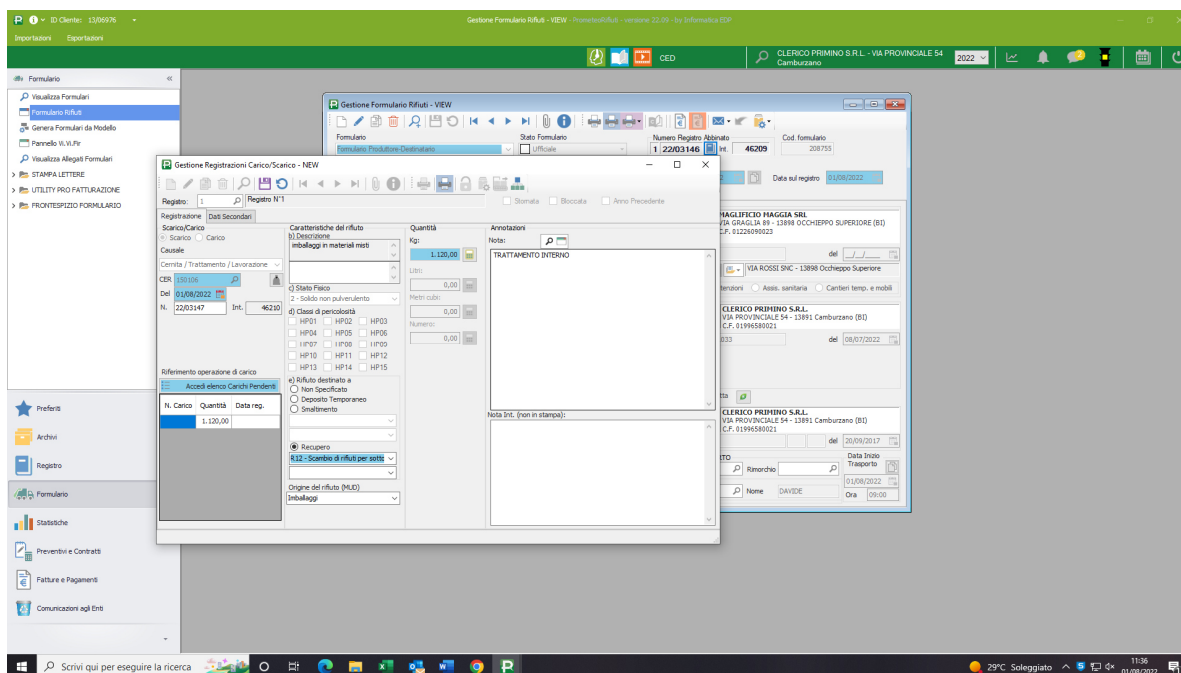 ID Cliente: 13/06976
Gestione Formulario Rifiuti - VIEW - PrometeoRifiuti - versione 22.09 - by Informatica EDP
Importazioni Esportazioni
CED
CLERICO PRIMINO S.R.L. - VIA PROVINCIALE 54
Camburzano
2022
Formulario
Visualizza Formulari
Formulario Rifiuti
Genera Formulari da Modello
Pannello Vi.Vi.Fir
Visualizza Allegati Formulari
STAMPA LETTERE
UTILITY PRO FATTURAZIONE
FRONTESPIZIO FORMULARIO
Preferiti
Archivi
Registro
Formulario
Statistiche
Preventivi e Contratti
Fatture e Pagamenti
Comunicazioni agli Enti
Gestione Formulario Rifiuti - VIEW
Formulario
Stato Formulario
Numero Registro Abbinato
Cod. formulario
Formulario Produttore-Destinatario
Ufficiale
1 22/03146
Int. 46209
208755
Data sul registro 01/08/2022
MAGLIFICIO MAGGIA SRL
VIA GRAGLIA 89 - 13898 OCCHIEPPO SUPERIORE (BI)
C.F. 01226090023
del __/__/__
VIA ROSSI SNC - 13898 Occhieppo Superiore
Assis. sanitaria
Cantieri temp. e mobili
CLERICO PRIMINO S.R.L.
VIA PROVINCIALE 54 - 13891 Camburzano (BI)
C.F. 01996580021
del 08/07/2022
CLERICO PRIMINO S.R.L.
VIA PROVINCIALE 54 - 13891 Camburzano (BI)
C.F. 01996580021
del 20/09/2017
Rimorchio
Data Inizio
Trasporto
01/08/2022
Nome DAVIDE
Ora 09:00
Gestione Registrazioni Carico/Scarico - NEW
Registro: 1
Registro N°1
Stornata
Bloccata
Anno Precedente
Registrazione
Dati Secondari
Scarico/Carico
Scarico
Carico
Causale
Cernita / Trattamento / Lavorazione
CER 150106
Del 01/08/2022
N. 22/03147
Int. 46210
Riferimento operazione di carico
Accedi elenco Carichi Pendenti
N. Carico Quantità Data reg.
1.120,00
Caratteristiche del rifiuto
b) Descrizione
imballaggi in materiali misti
c) Stato Fisico
2 - Solido non pulverulento
d) Classi di pericolosità
HP01 HP02 HP03
HP04 HP05 HP06
HP07 HP08 HP09
HP10 HP11 HP12
HP13 HP14 HP15
e) Rifiuto destinato a
Non Specificato
Deposito Temporaneo
Smaltimento
Recupero
R12 - Scambio di rifiuti per sotto
Origine del rifiuto (MUD)
Imballaggi
Quantità
Kg:
1.120,00
Litri:
0,00
Metri cubi:
0,00
Numero:
0,00
Annotazioni
Nota:
TRATTAMENTO INTERNO
Nota Int. (non in stampa):
Scrivi qui per eseguire la ricerca
29°C Soleggiato
11:36
01/08/2022